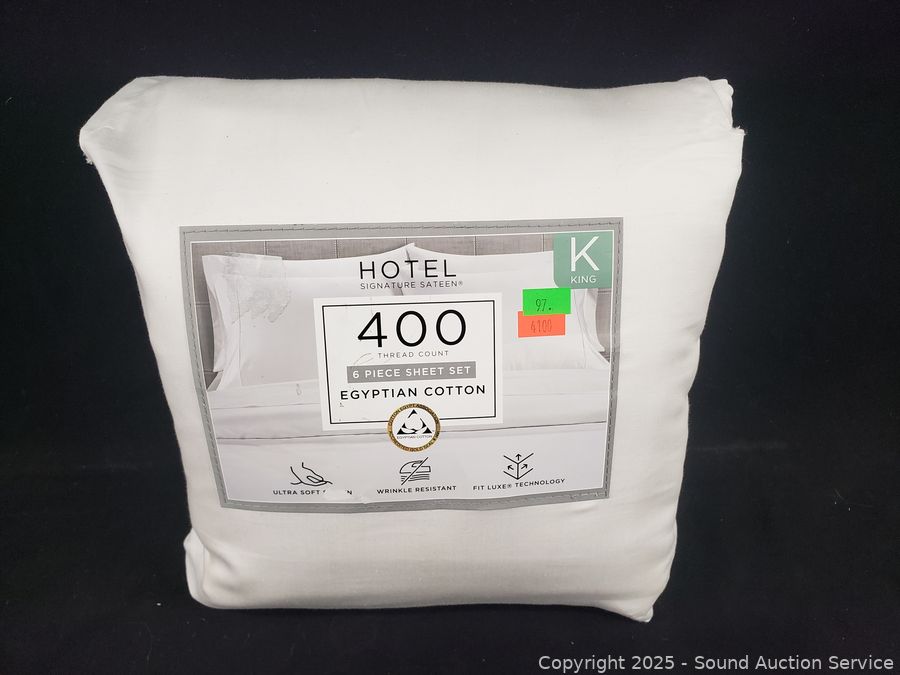 HOTEL
SIGNATURE SATEEN®
K
KING
97.
4100
400
THREAD COUNT
6 PIECE SHEET SET
EGYPTIAN COTTON
EGYPTIAN COTTON
ULTRA SOFT
WRINKLE RESISTANT
FIT LUXE® TECHNOLOGY
Copyright 2025 - Sound Auction Service